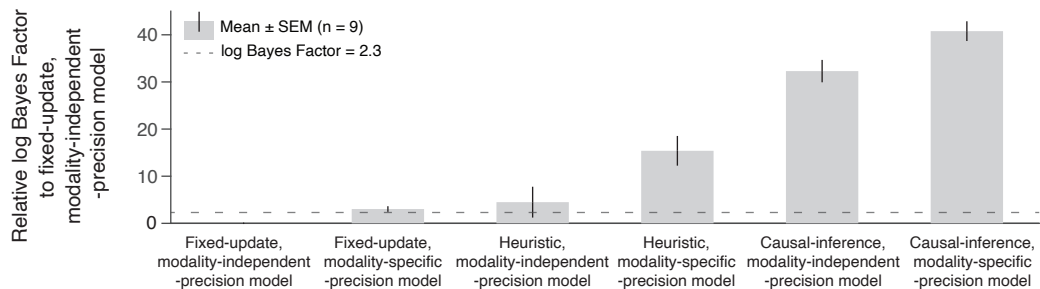 Relative log Bayes Factor
to fixed-update,
modality-independent
-precision model
40
30
20
10
0
Mean ± SEM (n = 9)
log Bayes Factor = 2.3
Fixed-update,
modality-independent
-precision model
Fixed-update,
modality-specific
-precision model
Heuristic,
modality-independent
-precision model
Heuristic,
modality-specific
-precision model
Causal-inference,
modality-independent
-precision model
Causal-inference,
modality-specific
-precision model